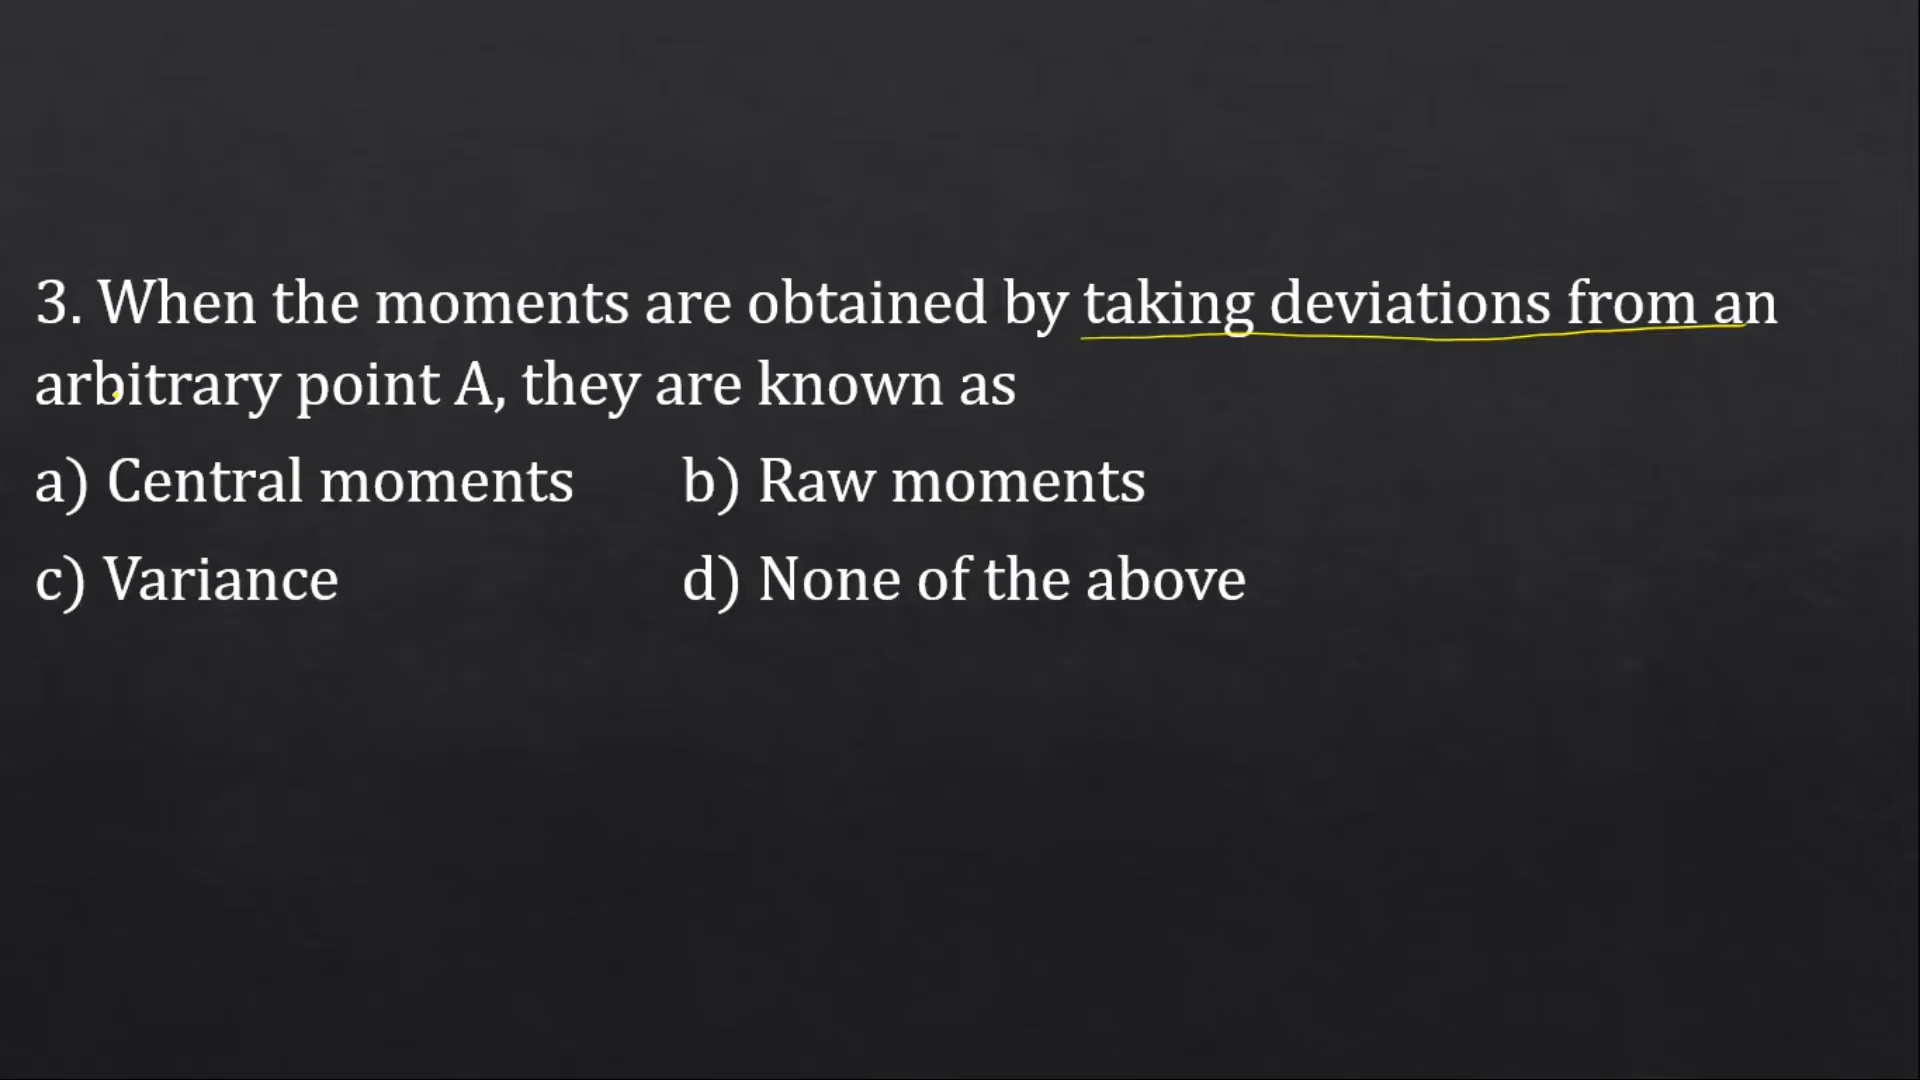 3. When the moments are obtained by taking deviations from an
arbitrary point A, they are known as
a) Central moments b) Raw moments
c) Variance d) None of the above